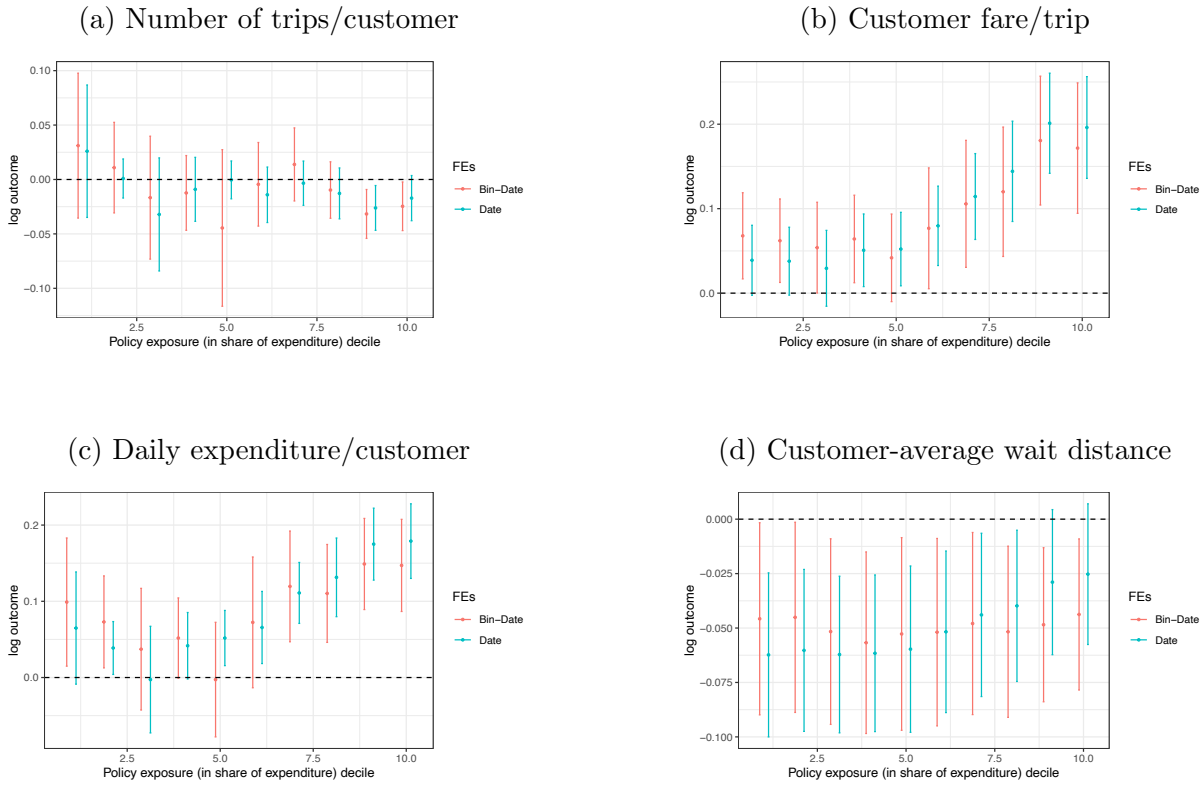 (a) Number of trips/customer
0.10
0.05
0.00
−0.05
−0.10
log outcome
2.5 5.0 7.5 10.0
Policy exposure (in share of expenditure) decile
FEs
Bin−Date
Date
(b) Customer fare/trip
0.2
0.1
0.0
log outcome
2.5 5.0 7.5 10.0
Policy exposure (in share of expenditure) decile
FEs
Bin−Date
Date
(c) Daily expenditure/customer
0.2
0.1
0.0
log outcome
2.5 5.0 7.5 10.0
Policy exposure (in share of expenditure) decile
FEs
Bin−Date
Date
(d) Customer-average wait distance
0.000
−0.025
−0.050
−0.075
−0.100
log outcome
2.5 5.0 7.5 10.0
Policy exposure (in share of expenditure) decile
FEs
Bin−Date
Date